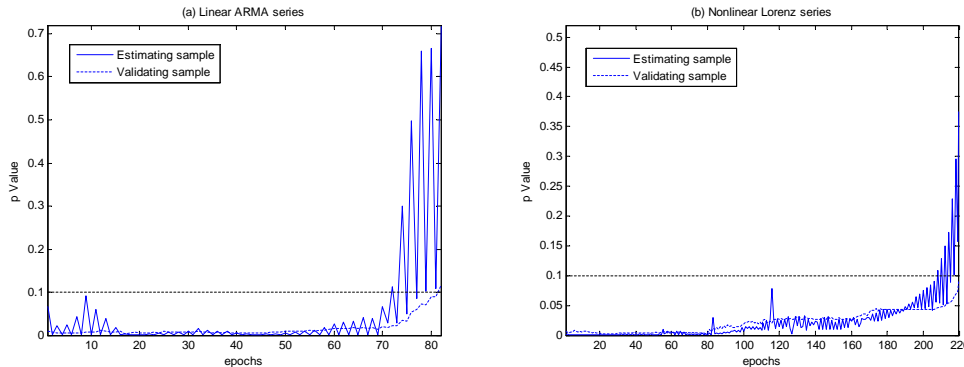 (a) Linear ARMA series
0.7
0.6
0.5
0.4
0.3
0.2
0.1
0
p Value
Estimating sample
Validating sample
10 20 30 40 50 60 70 80
epochs
(b) Nonlinear Lorenz series
0.5
0.45
0.4
0.35
0.3
0.25
0.2
0.15
0.1
0.05
0
p Value
Estimating sample
Validating sample
20 40 60 80 100 120 140 160 180 200 220
epochs